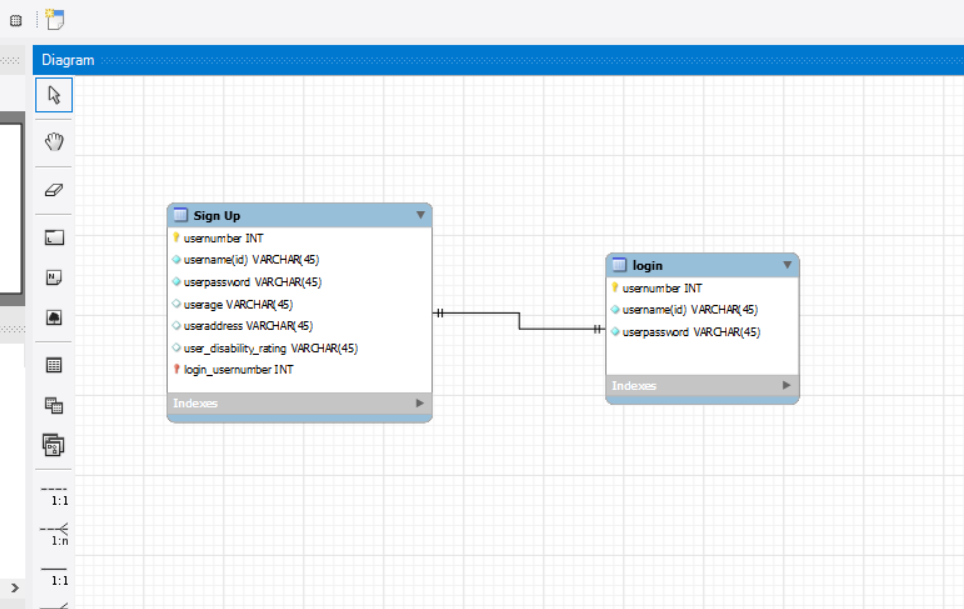 Diagram
Sign Up
usernumber INT
username(id) VARCHAR(45)
userpassword VARCHAR(45)
userage VARCHAR(45)
useraddress VARCHAR(45)
user_disability_rating VARCHAR(45)
login_usernumber INT
Indexes
login
usernumber INT
username(id) VARCHAR(45)
userpassword VARCHAR(45)
Indexes
1:1
1:n
1:1